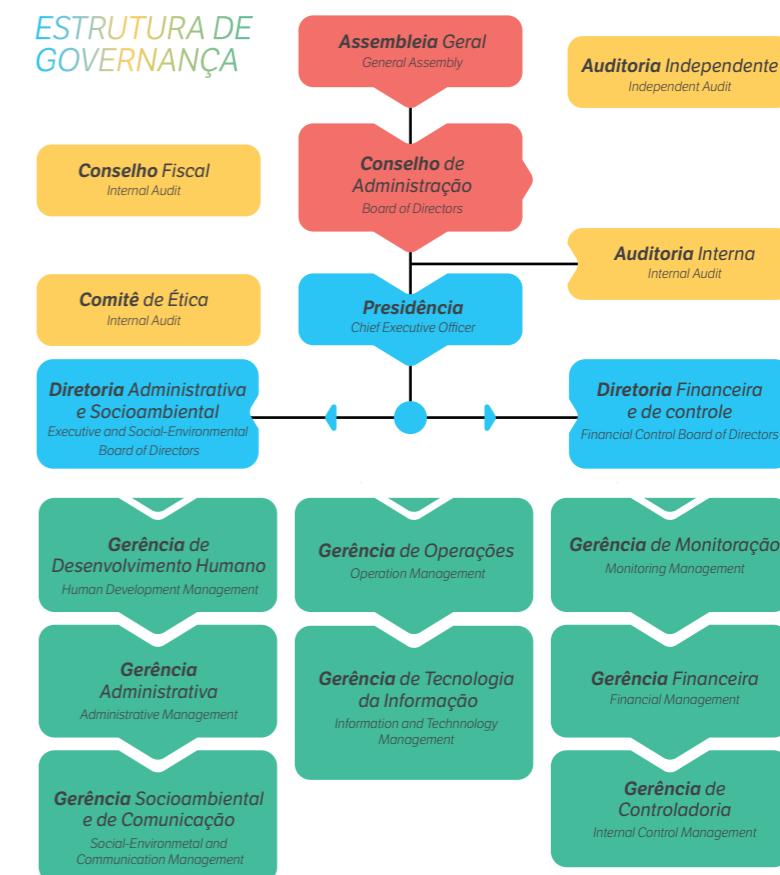 ESTRUTURA DE
GOVERNANÇA
Assembleia Geral
General Assembly
Auditoria Independente
Independent Audit
Conselho Fiscal
Internal Audit
Conselho de
Administração
Board of Directors
Auditoria Interna
Internal Audit
Comitê de Ética
Internal Audit
Presidência
Chief Executive Officer
Diretoria Administrativa
e Socioambiental
Executive and Social-Environmental
Board of Directors
Diretoria Financeira
e de controle
Financial Control Board of Directors
Gerência de
Desenvolvimento Humano
Human Development Management
Gerência de Operações
Operation Management
Gerência de Monitoração
Monitoring Management
Gerência
Administrativa
Administrative Management
Gerência de Tecnologia
da Informação
Information and Technnology
Management
Gerência Financeira
Financial Management
Gerência Socioambiental
e de Comunicação
Social-Environmetal and
Communication Management
Gerência de
Controladoria
Internal Control Management